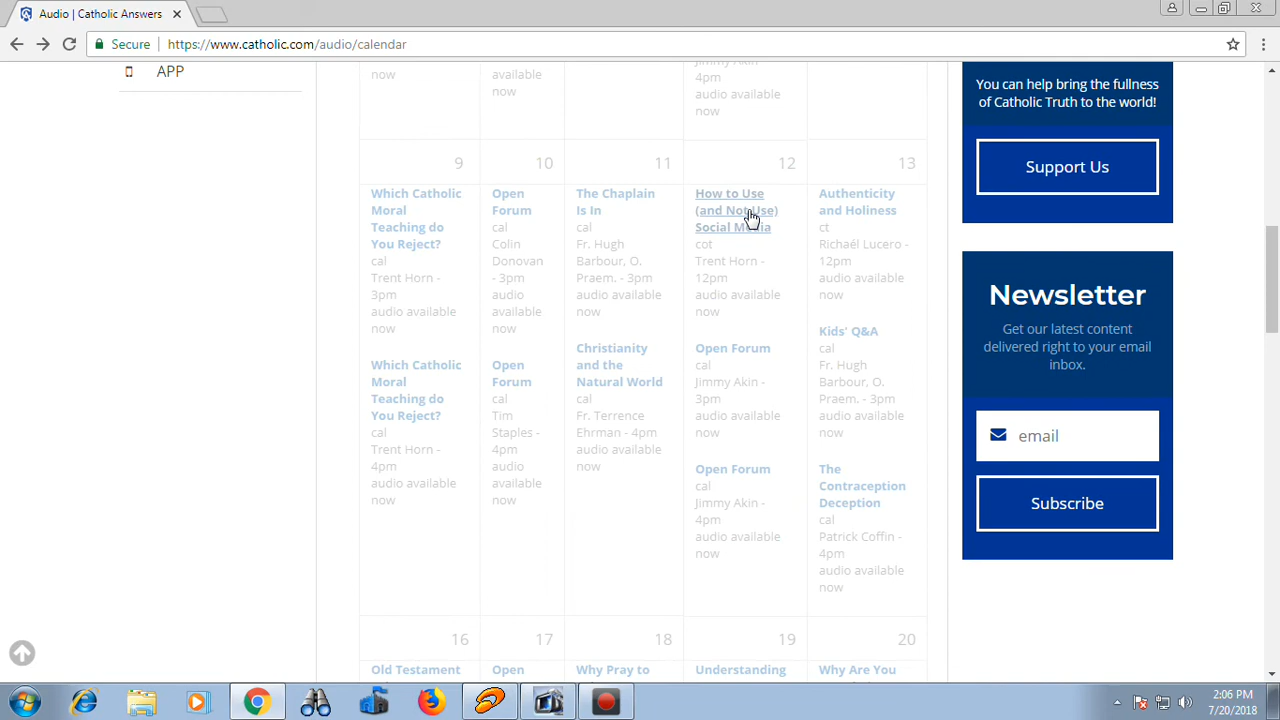 Audio | Catholic Answers
Secure
https://www.catholic.com/audio/calendar
APP
now
available
now
4pm
audio available
now
9
Which Catholic
Moral
Teaching do
You Reject?
cal
Trent Horn -
3pm
audio available
now
Which Catholic
Moral
Teaching do
You Reject?
cal
Trent Horn -
4pm
audio available
now
10
Open
Forum
cal
Colin
Donovan
- 3pm
audio
available
now
Open
Forum
cal
Tim
Staples -
4pm
audio
available
now
11
The Chaplain
Is In
cal
Fr. Hugh
Barbour, O.
Praem. - 3pm
audio available
now
Christianity
and the
Natural World
cal
Fr. Terrence
Ehrman - 4pm
audio available
now
12
How to Use
(and Not Use)
Social Media
cot
Trent Horn -
12pm
audio available
now
Open Forum
cal
Jimmy Akin -
3pm
audio available
now
Open Forum
cal
Jimmy Akin -
4pm
audio available
now
13
Authenticity
and Holiness
ct
Richaél Lucero -
12pm
audio available
now
Kids' Q&A
cal
Fr. Hugh
Barbour, O.
Praem. - 3pm
audio available
now
The
Contraception
Deception
cal
Patrick Coffin -
4pm
audio available
now
16
Old Testament
17
Open
18
Why Pray to
19
Understanding
20
Why Are You
You can help bring the fullness
of Catholic Truth to the world!
Support Us
Newsletter
Get our latest content
delivered right to your email
inbox.
email
Subscribe
2:06 PM
7/20/2018